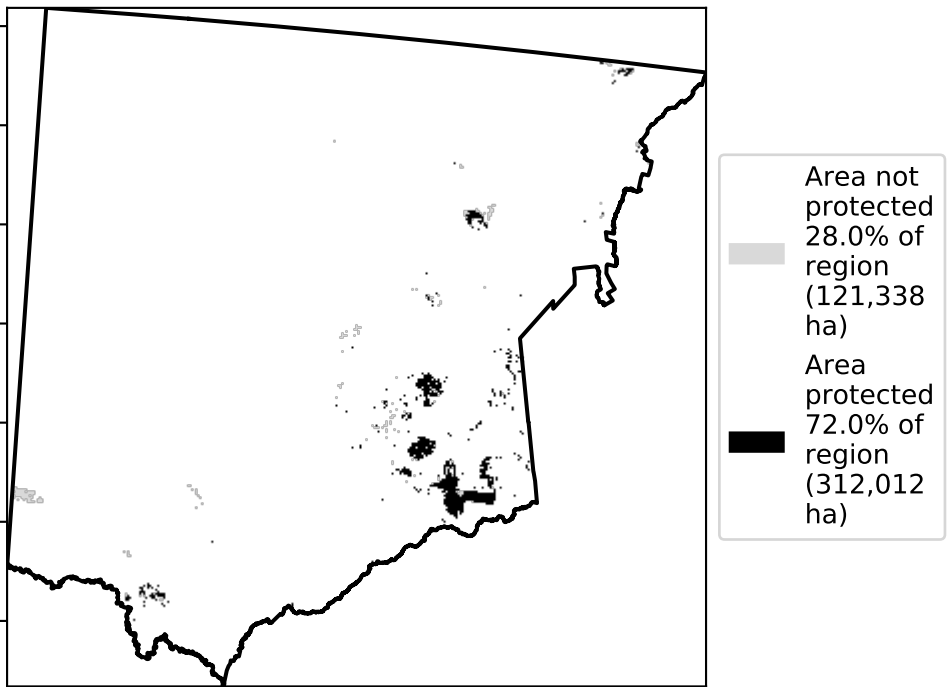 Area not
protected
28.0% of
region
(121,338
ha)
Area
protected
72.0% of
region
(312,012
ha)